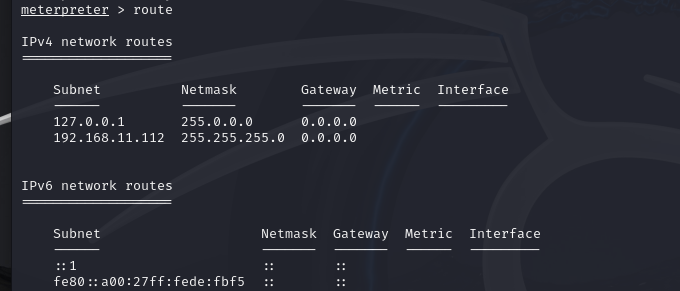 meterpreter > route
IPv4 network routes
Subnet Netmask Gateway Metric Interface
127.0.0.1 255.0.0.0 0.0.0.0
192.168.11.112 255.255.255.0 0.0.0.0
IPv6 network routes
Subnet Netmask Gateway Metric Interface
::1 :: ::
fe80::a00:27ff:fede:fbf5 :: ::